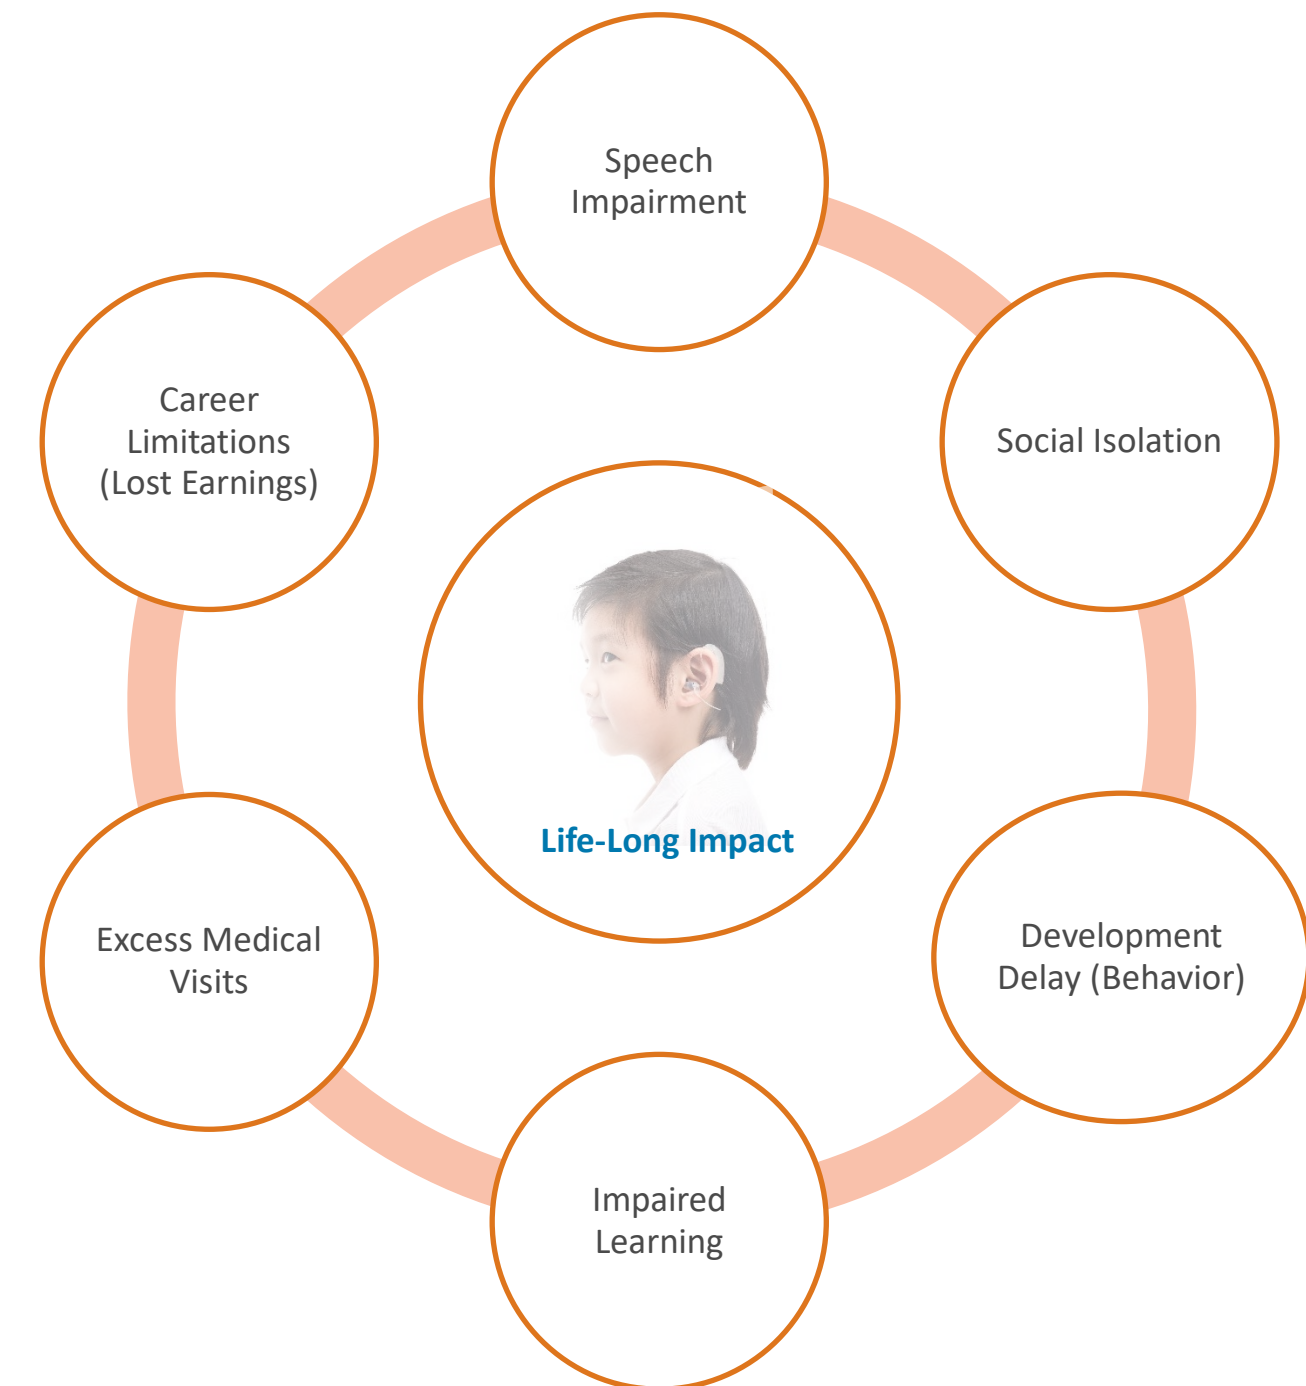 Speech
Impairment
Social Isolation
Development
Delay (Behavior)
Impaired
Learning
Excess Medical
Visits
Career
Limitations
(Lost Earnings)
Life-Long Impact